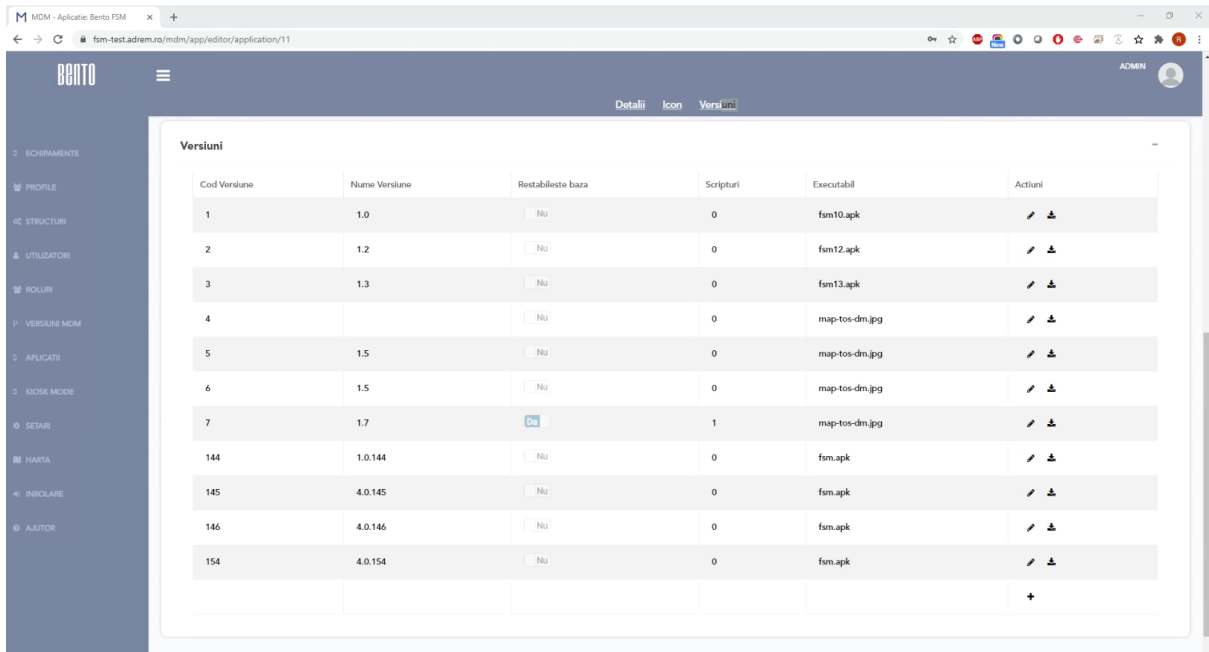 MDM - Aplicatie: Bento FSM
fsm-test.adrem.ro/mdm/app/editor/application/11
ABP
New
R
BENTO
ADMIN
Detalii Icon Versiuni
ECHIPAMENTE
PROFILE
STRUCTURI
UTILIZATORI
ROLURI
VERSIUNI MDM
APLICATII
KIOSK MODE
SETARI
HARTA
INROLARE
AJUTOR
Versiuni
Cod Versiune Nume Versiune Restabileste baza Scripturi Executabil Actiuni
1 1.0 Nu 0 fsm10.apk
2 1.2 Nu 0 fsm12.apk
3 1.3 Nu 0 fsm13.apk
4 Nu 0 map-tos-dm.jpg
5 1.5 Nu 0 map-tos-dm.jpg
6 1.5 Nu 0 map-tos-dm.jpg
7 1.7 Da 1 map-tos-dm.jpg
144 1.0.144 Nu 0 fsm.apk
145 4.0.145 Nu 0 fsm.apk
146 4.0.146 Nu 0 fsm.apk
154 4.0.154 Nu 0 fsm.apk